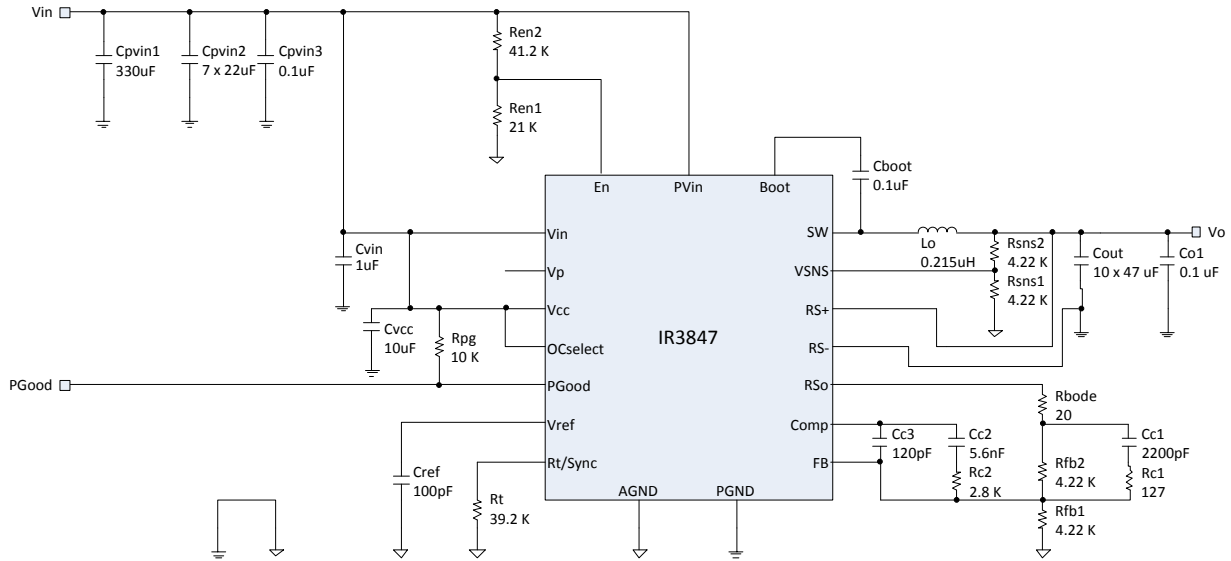 Vin
Cpvin1
330uF
Cpvin2
7 x 22uF
Cpvin3
0.1uF
Ren2
41.2 K
Ren1
21 K
Cboot
0.1uF
En
PVin
Boot
Vin
Vp
Vcc
OCselect
PGood
Vref
Rt/Sync
AGND
PGND
IR3847
SW
VSNS
RS+
RS-
RSo
Comp
FB
Cvin
1uF
Cvcc
10uF
Rpg
10 K
PGood
Cref
100pF
Rt
39.2 K
Lo
0.215uH
Rsns2
4.22 K
Rsns1
4.22 K
Cout
10 x 47 uF
Co1
0.1 uF
Vo
Rbode
20
Cc3
120pF
Cc2
5.6nF
Rc2
2.8 K
Rfb2
4.22 K
Cc1
2200pF
Rc1
127
Rfb1
4.22 K